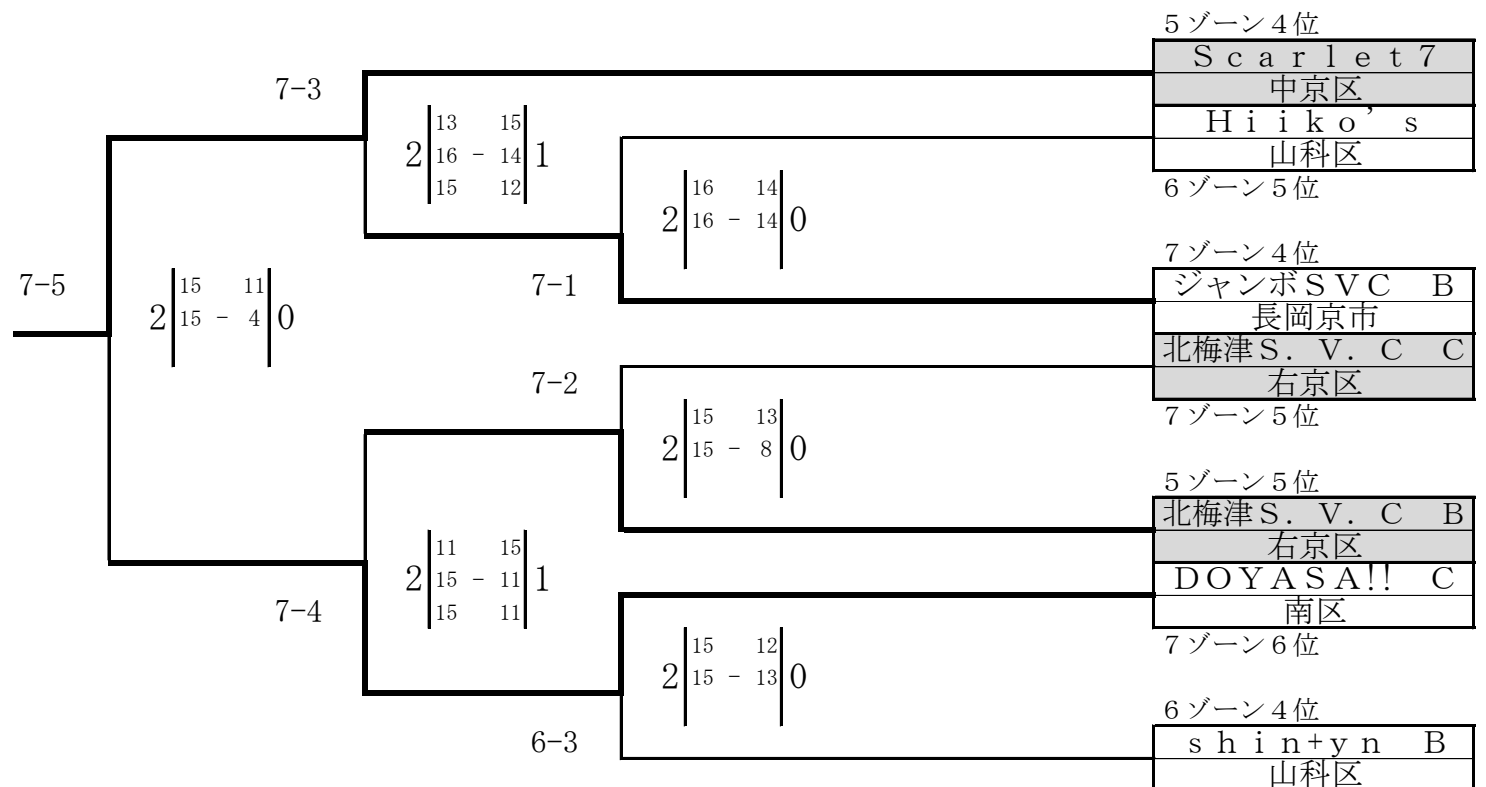 5ゾーン4位
Ｓｃａｒｌｅｔ７
中京区
Ｈｉｉｋｏ’ｓ
山科区
6ゾーン5位
7-3
13 15
2 16 - 14 1
15 12
16 14
2 16 - 14 0
7ゾーン4位
ジャンボＳＶＣ　Ｂ
長岡京市
7-1
7-5
15 11
2 15 - 4 0
北梅津Ｓ．Ｖ．Ｃ　Ｃ
右京区
7ゾーン5位
7-2
15 13
2 15 - 8 0
5ゾーン5位
北梅津Ｓ．Ｖ．Ｃ　Ｂ
右京区
11 15
2 15 - 11 1
15 11
7-4
ＤＯＹＡＳＡ!!　Ｃ
南区
7ゾーン6位
15 12
2 15 - 13 0
6-3
6ゾーン4位
ｓｈｉｎ+ｙｎ　Ｂ
山科区